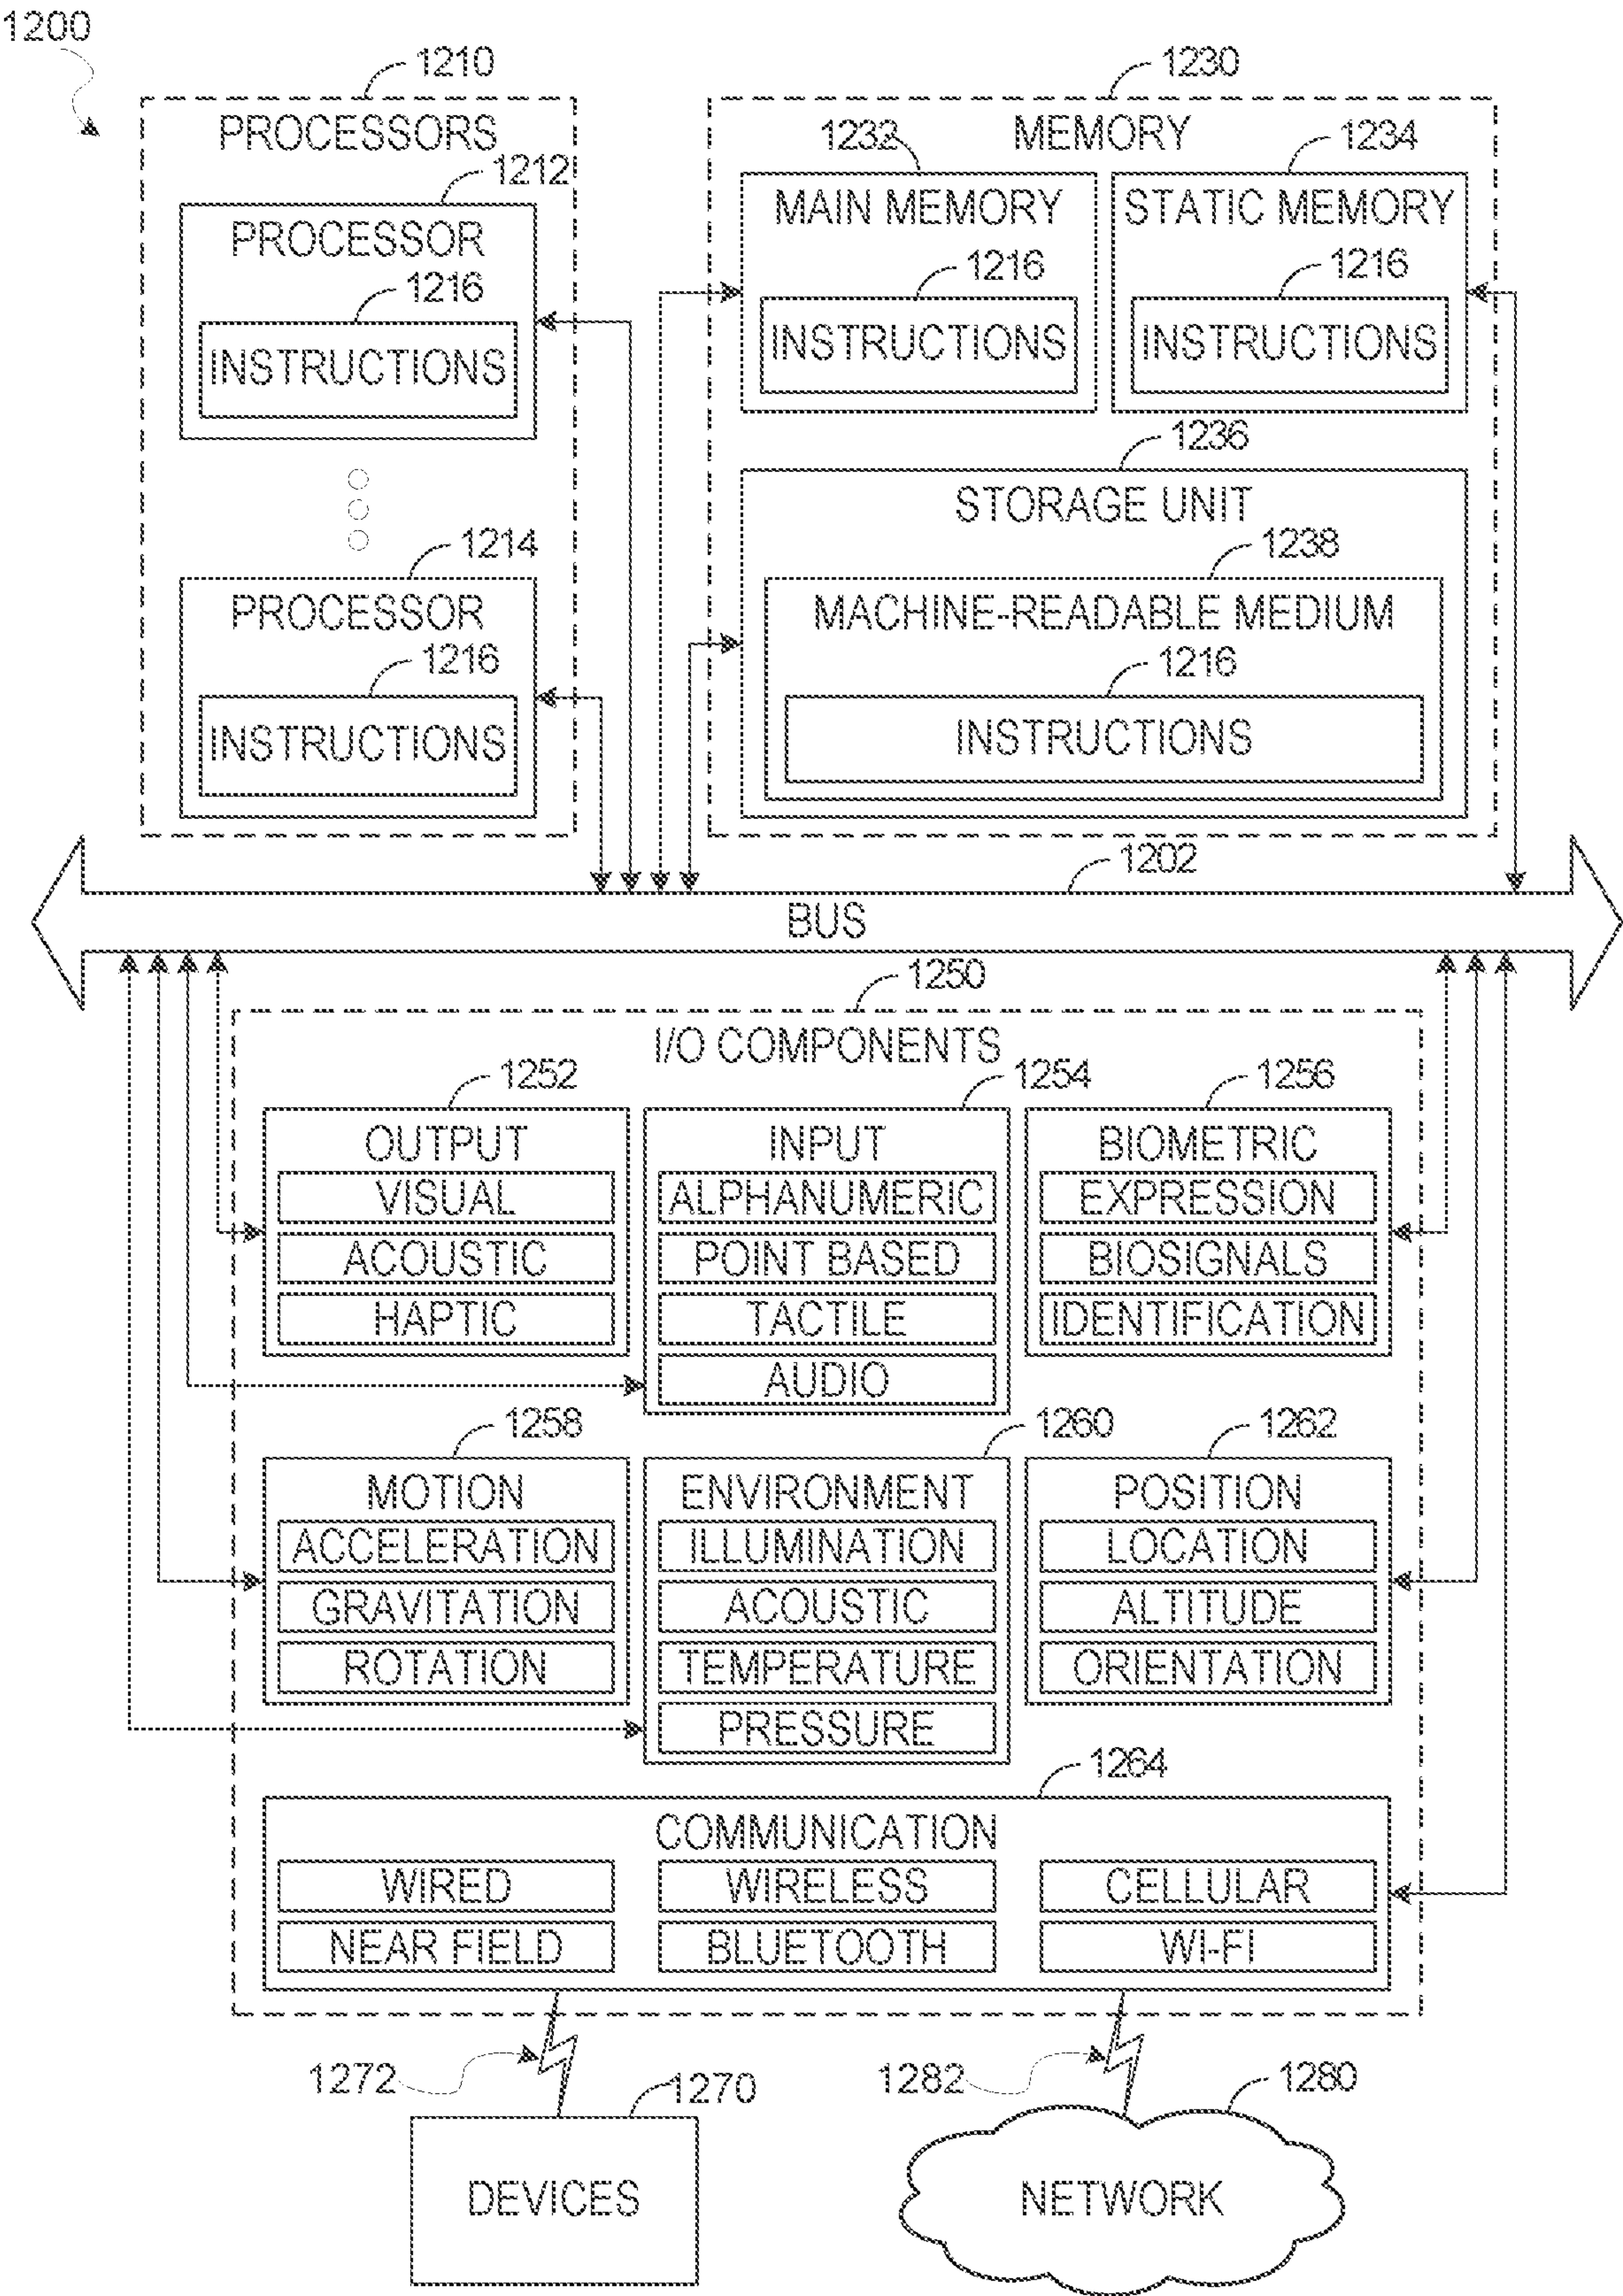 1200
1210
1230
PROCESSORS
MEMORY
1232
1234
1212
PROCESSOR
MAIN MEMORY
STATIC MEMORY
1216
1216
1216
INSTRUCTIONS
INSTRUCTIONS
INSTRUCTIONS
1236
STORAGE UNIT
1214
1238
PROCESSOR
MACHINE-READABLE MEDIUM
1216
1216
INSTRUCTIONS
INSTRUCTIONS
1202
BUS
1250
I/O COMPONENTS
1252
1254
1256
OUTPUT
INPUT
BIOMETRIC
VISUAL
ALPHANUMERIC
EXPRESSION
ACOUSTIC
POINT BASED
BIOSIGNALS
HAPTIC
TACTILE
IDENTIFICATION
AUDIO
1258
1260
1262
MOTION
ENVIRONMENT
POSITION
ACCELERATION
ILLUMINATION
LOCATION
GRAVITATION
ACOUSTIC
ALTITUDE
ROTATION
TEMPERATURE
ORIENTATION
PRESSURE
1264
COMMUNICATION
WIRED
WIRELESS
CELLULAR
NEAR FIELD
BLUETOOTH
WI-FI
1272
1270
1282
1280
DEVICES
NETWORK